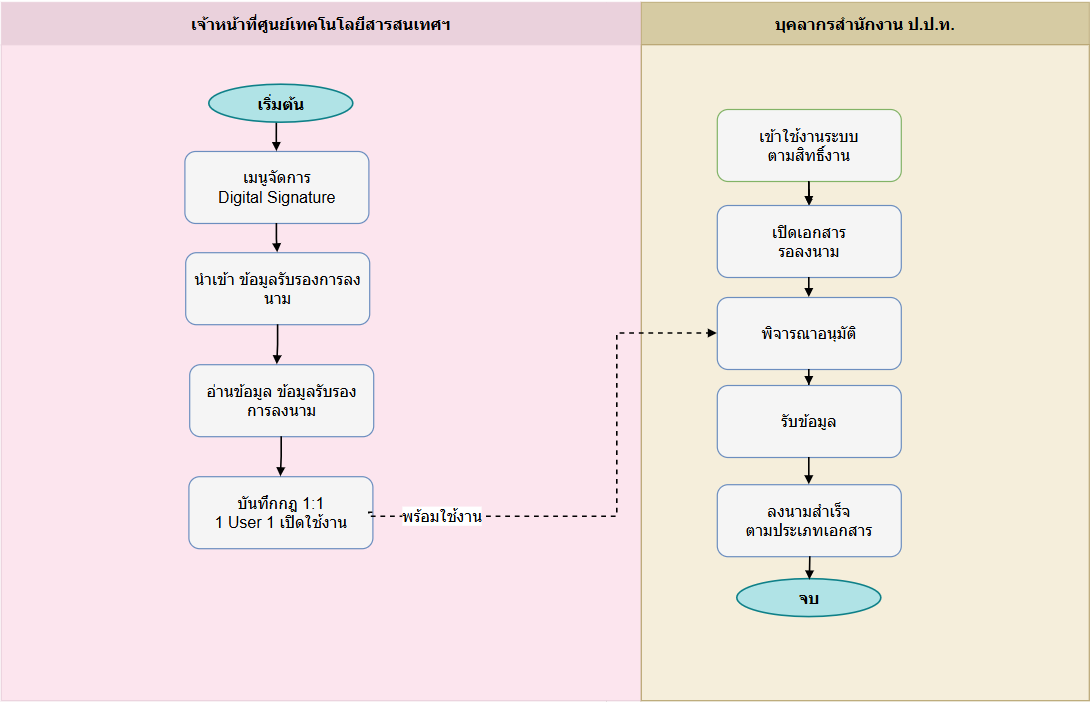 เจ้าหน้าที่ศูนย์เทคโนโลยีสารสนเทศฯ
เริ่มต้น
เมนูจัดการ
Digital Signature
นำเข้า ข้อมูลรับรองการลง
นาม
อ่านข้อมูล ข้อมูลรับรอง
การลงนาม
บันทึกกฎ 1:1
1 User 1 เปิดใช้งาน
พร้อมใช้งาน
บุคลากรสำนักงาน ป.ป.ท.
เข้าใช้งานระบบ
ตามสิทธิ์งาน
เปิดเอกสาร
รอลงนาม
พิจารณาอนุมัติ
รับข้อมูล
ลงนามสำเร็จ
ตามประเภทเอกสาร
จบ